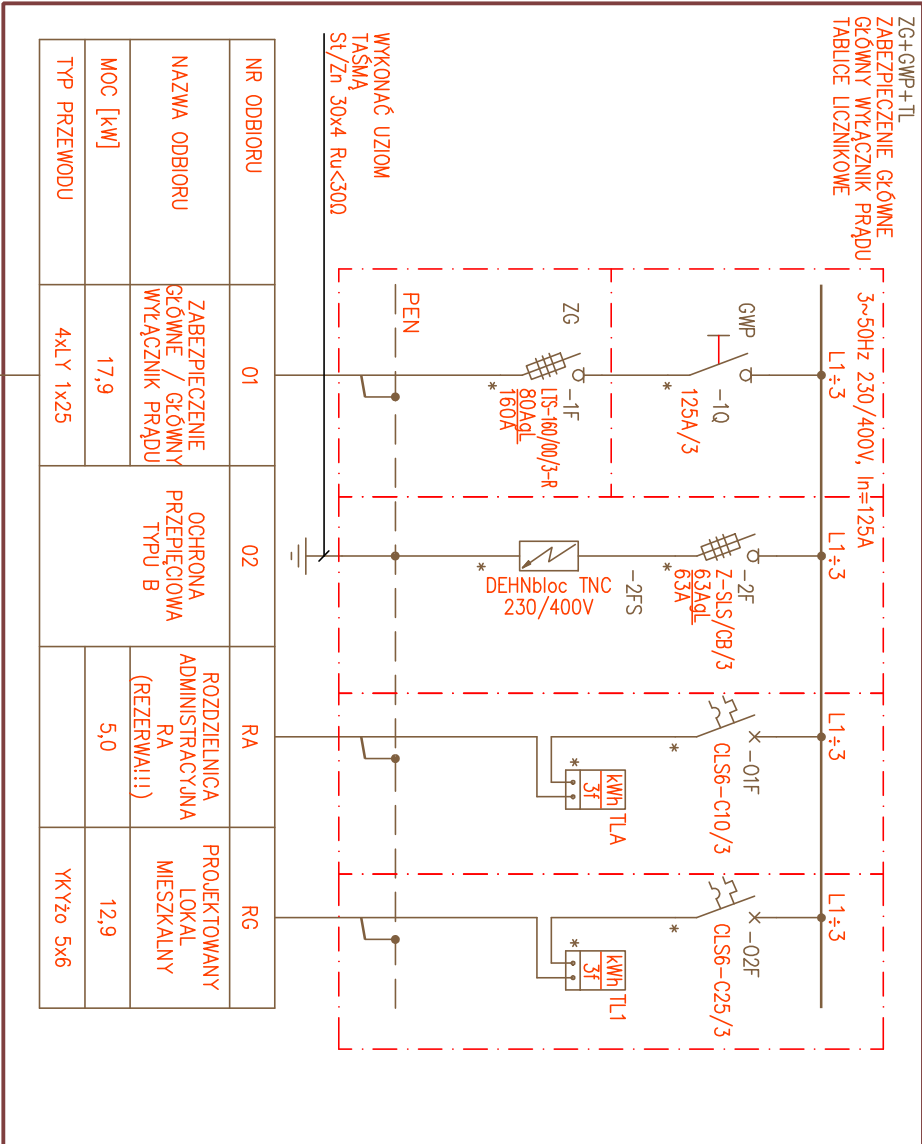 ZG+GWP+TL
ZABEZPIECZENIE GŁÓWNE
GŁÓWNY WYŁĄCZNIK PRĄDU
TABLICE LICZNIKOWE
3~50Hz 230/400V, In=125A
L1÷3
L1÷3
L1÷3
L1÷3
GWP
-1Q
125A/3
*
ZG
-1F
LTS-160/00/3-R
80AgL
160A
*
-2F
Z-SLS/CB/3
63AgL
63A
*
-2FS
DEHNbloc TNC
230/400V
*
-01F
CLS6-C10/3
*
kWh
3f
TLA
*
-02F
CLS6-C25/3
*
kWh
3f
TL1
*
PEN
WYKONAĆ UZIOM
TAŚMĄ
St/Zn 30x4 Ru<30Ω
NR ODBIORU
01
02
RA
RG
NAZWA ODBIORU
ZABEZPIECZENIE
GŁÓWNE / GŁÓWNY
WYŁĄCZNIK PRĄDU
OCHRONA
PRZEPIĘCIOWA
TYPU B
ROZDZIELNICA
ADMINISTRACYJNA
RA
(REZERWA!!!)
PROJEKTOWANY
LOKAL
MIESZKALNY
MOC [kW]
17,9
5,0
12,9
TYP PRZEWODU
4xLY 1x25
YKYżo 5x6